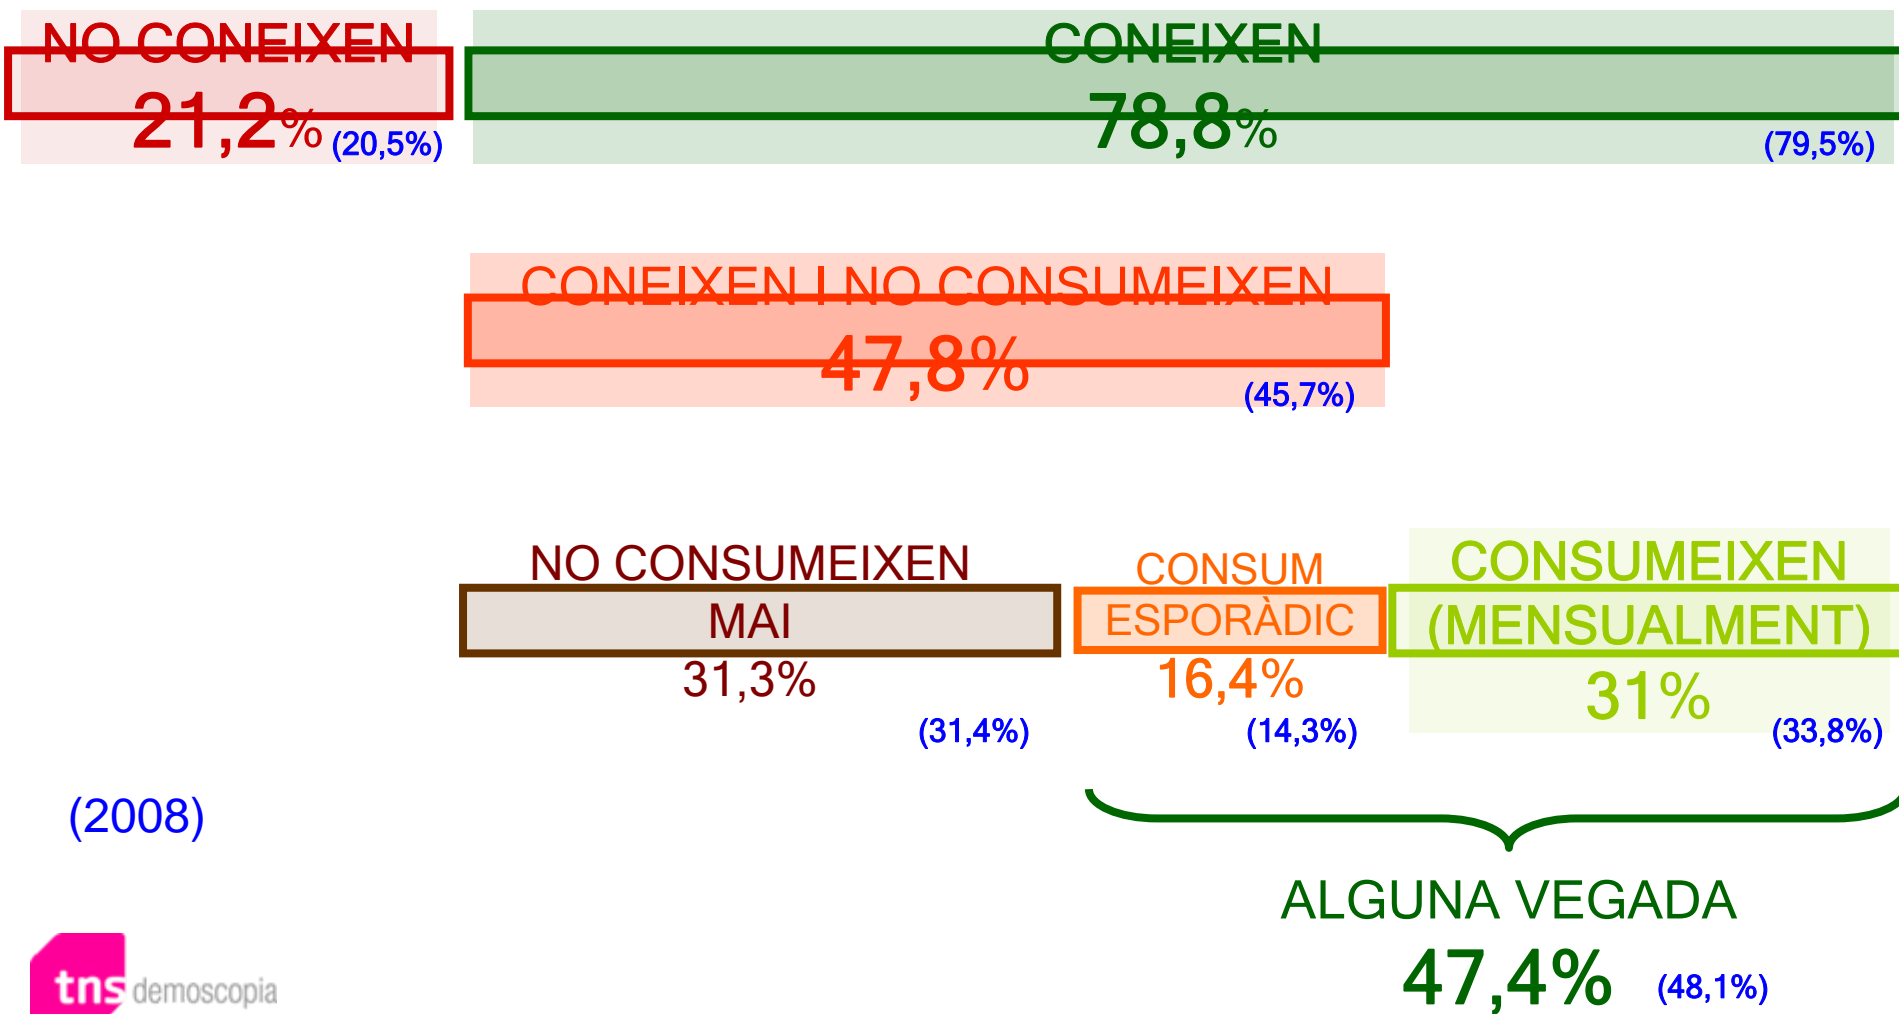 NO CONEIXEN
21,2% (20,5%)
CONEIXEN
78,8%
(79,5%)
CONEIXEN I NO CONSUMEIXEN
47,8%
(45,7%)
NO CONSUMEIXEN
MAI
31,3%
(31,4%)
CONSUM
ESPORÀDIC
16,4%
(14,3%)
CONSUMEIXEN
(MENSUALMENT)
31%
(33,8%)
(2008)
ALGUNA VEGADA
47,4% (48,1%)
tns demoscopia